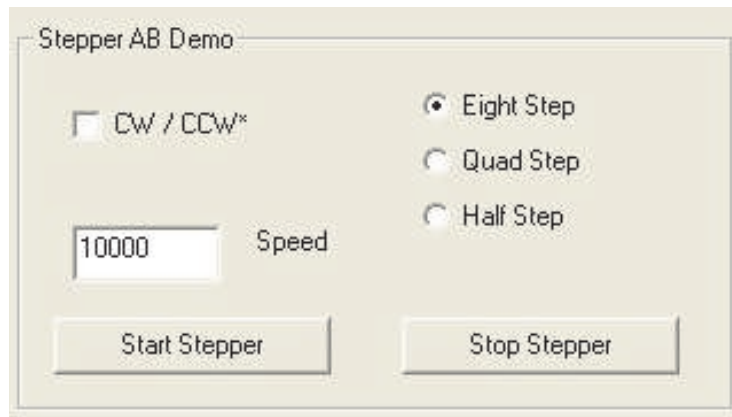 Stepper AB Demo
CW / CCW*
Eight Step
Quad Step
Half Step
10000
Speed
Start Stepper
Stop Stepper